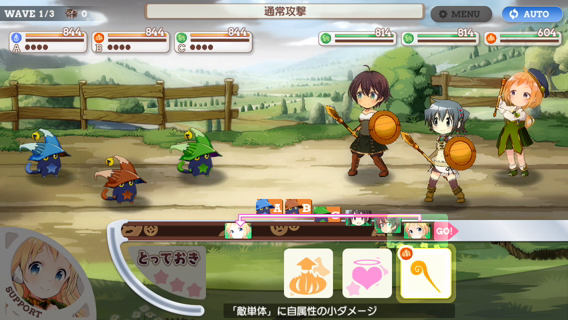 WAVE 1/3
0
通常攻撃
MENU
AUTO
844
A
844
B
844
C
814
814
604
A
B
C
GO!
とっておき
SUPPORT
「敵単体」に自属性の小ダメージ